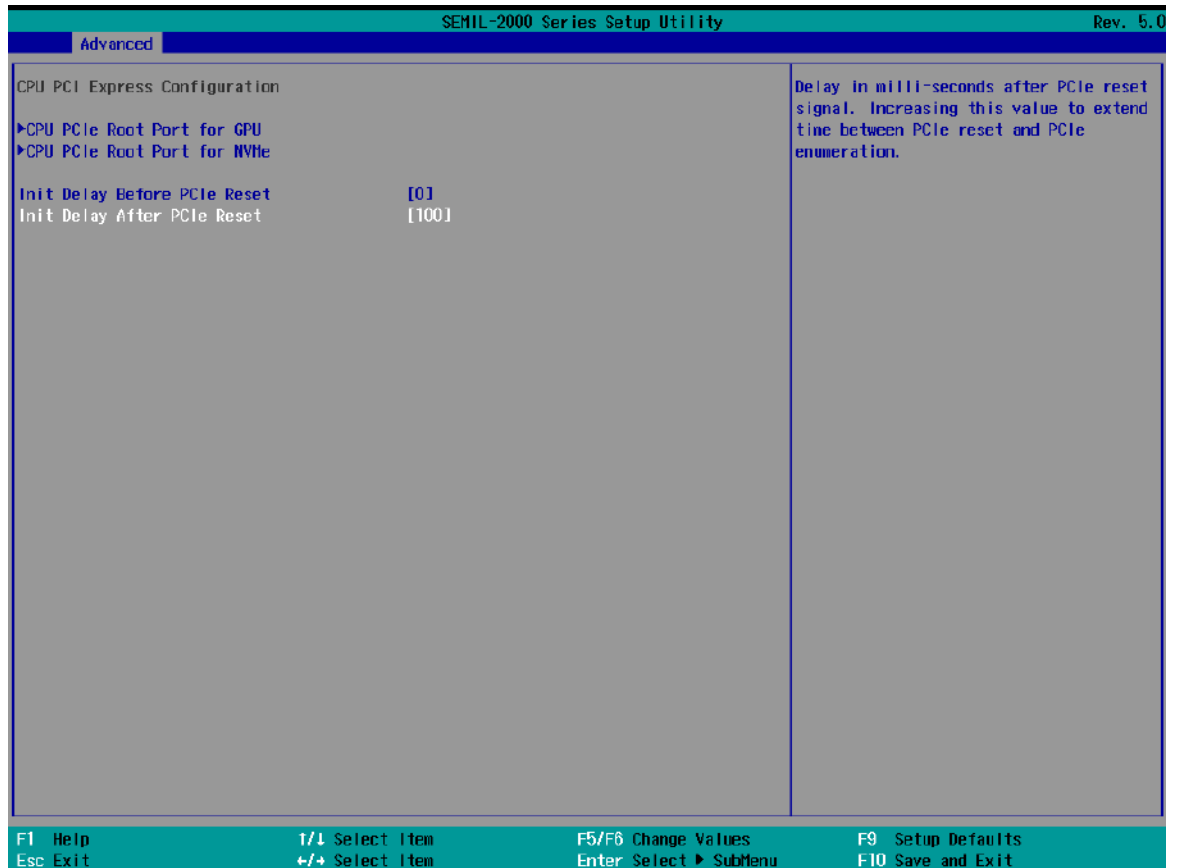 SEMIL-2000 Series Setup Utility Rev. 5.0
Advanced
CPU PCI Express Configuration
▶CPU PCIe Root Port for GPU
▶CPU PCIe Root Port for NVMe
Init Delay Before PCIe Reset [0]
Init Delay After PCIe Reset [100]
Delay in milli-seconds after PCIe reset
signal. Increasing this value to extend
time between PCIe reset and PCIe
enumeration.
F1 Help ↑/↓ Select Item F5/F6 Change Values F9 Setup Defaults
Esc Exit ←/→ Select Item Enter Select ▶ SubMenu F10 Save and Exit